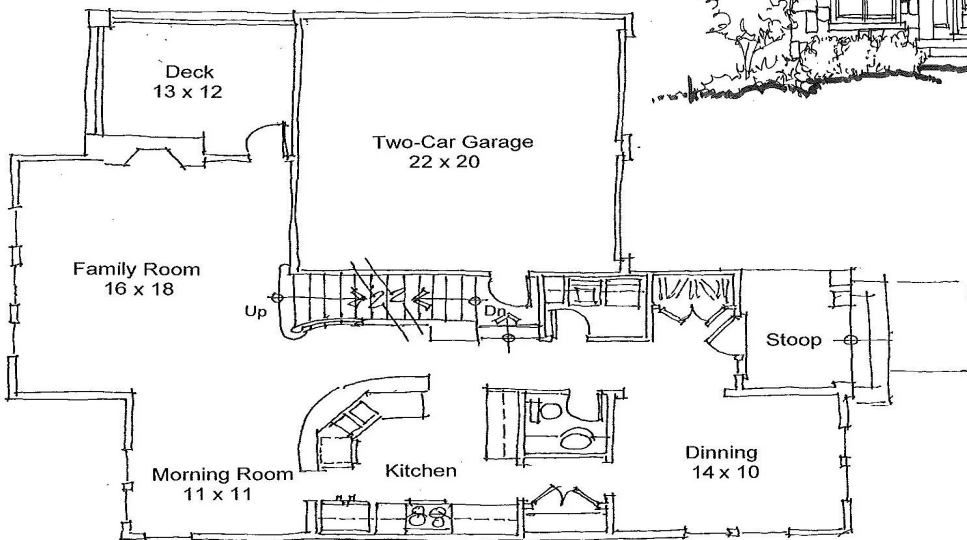 Deck
13 x 12
Two-Car Garage
22 x 20
Family Room
16 x 18
Up
Dn
Stoop
Morning Room
11 x 11
Kitchen
Dinning
14 x 10